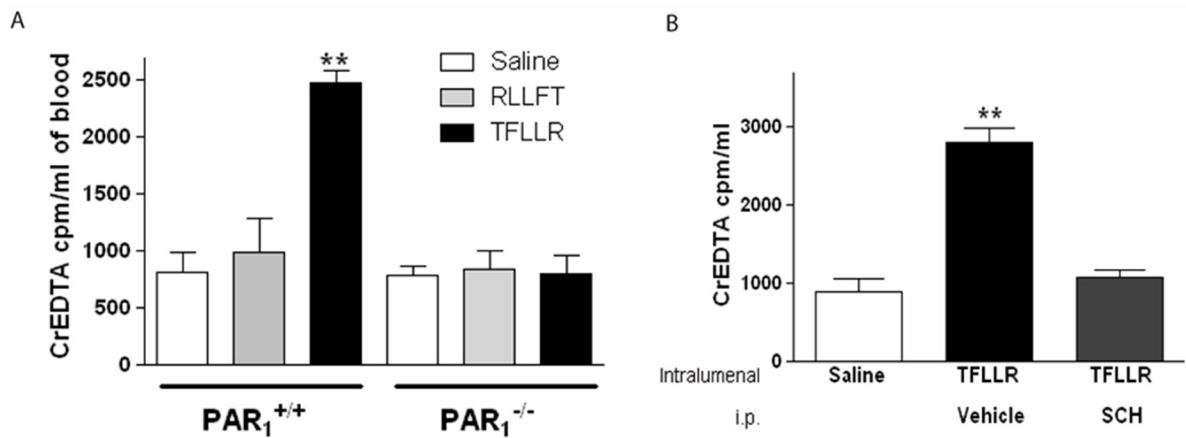 A
CrEDTA cpm/ml of blood
2500
2000
1500
1000
500
0
**
Saline
RLLFT
TFLLR
PAR1+/+
PAR1-/-
B
CrEDTA cpm/ml
3000
2000
1000
0
**
Intralumenal Saline TFLLR TFLLR
i.p. Vehicle SCH